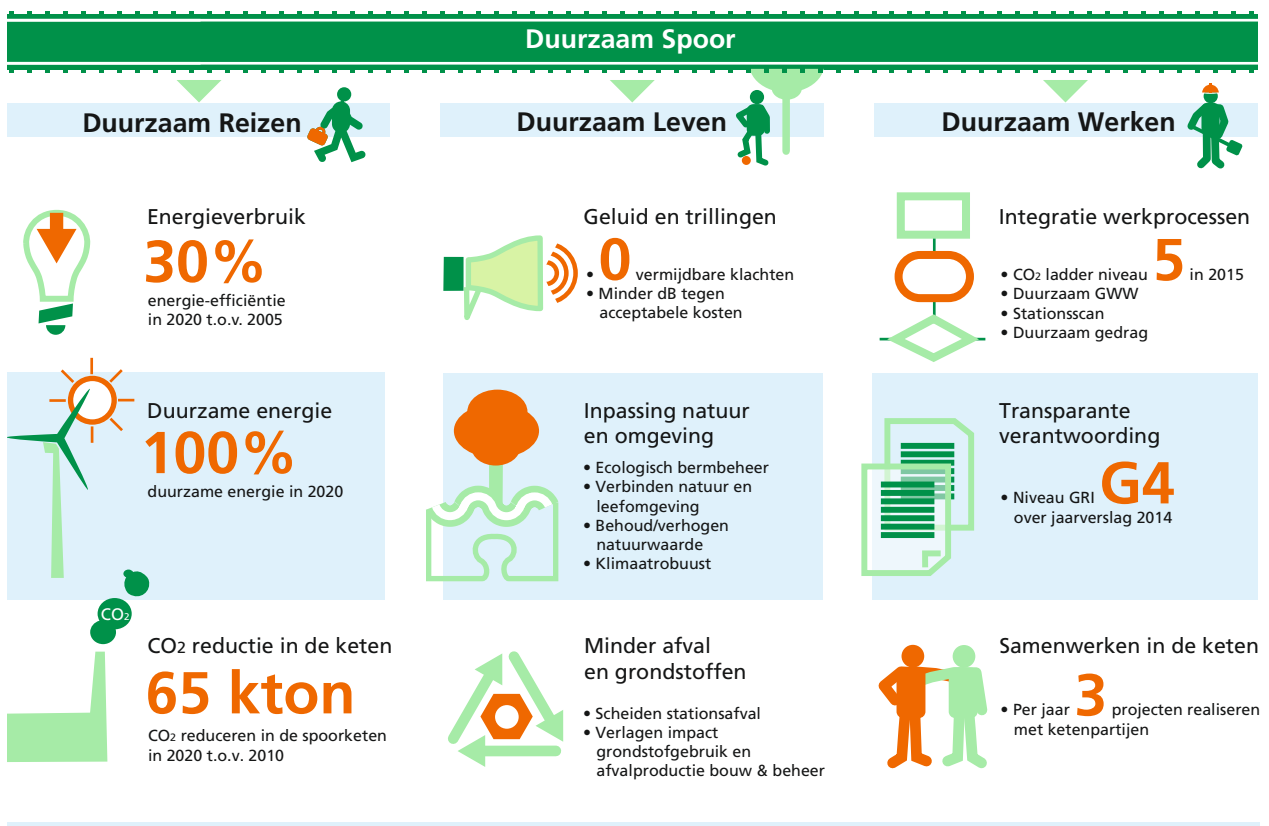 Duurzaam Spoor
Duurzaam Reizen
Energieverbruik
30%
energie-efficiëntie
in 2020 t.o.v. 2005
Duurzame energie
100%
duurzame energie in 2020
CO2
CO2 reductie in de keten
65 kton
CO2 reduceren in de spoorketen
in 2020 t.o.v. 2010
Duurzaam Leven
Geluid en trillingen
• 0 vermijdbare klachten
• Minder dB tegen
acceptabele kosten
Inpassing natuur
en omgeving
• Ecologisch bermbeheer
• Verbinden natuur en
leefomgeving
• Behoud/verhogen
natuurwaarde
• Klimaatrobuust
Minder afval
en grondstoffen
• Scheiden stationsafval
• Verlagen impact
grondstofgebruik en
afvalproductie bouw & beheer
Duurzaam Werken
Integratie werkprocessen
• CO2 ladder niveau 5 in 2015
• Duurzaam GWW
• Stationsscan
• Duurzaam gedrag
Transparante
verantwoording
• Niveau GRI G4
over jaarverslag 2014
Samenwerken in de keten
• Per jaar 3 projecten realiseren
met ketenpartijen